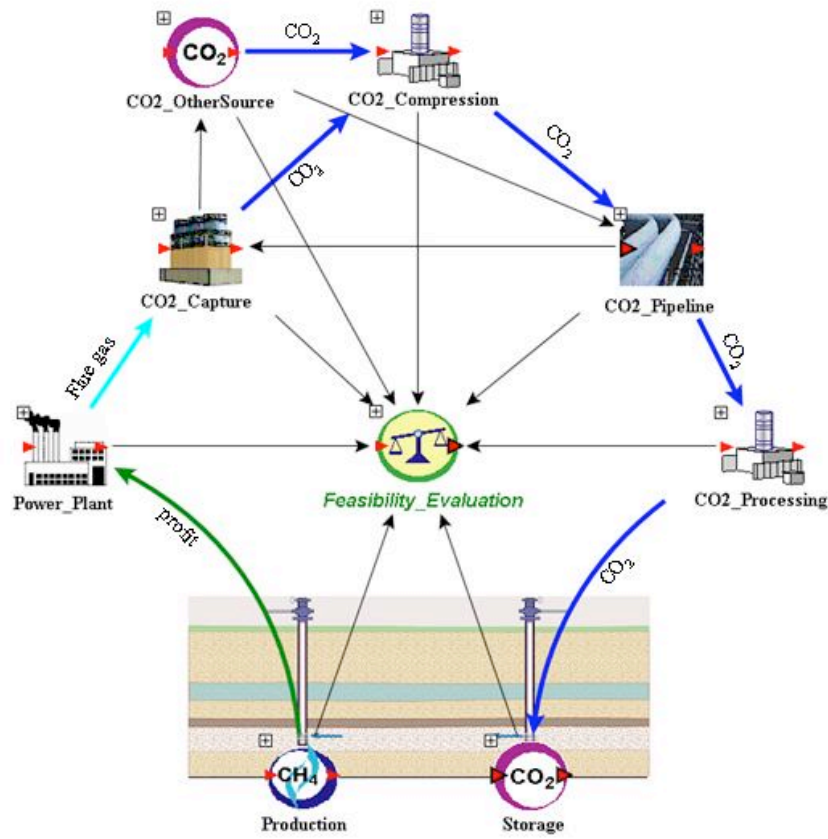 CO2
CO2
CO2_OtherSource
CO2_Compression
CO2
CO2
CO2_Capture
CO2_Pipeline
Flue gas
CO2
Power_Plant
Feasibility_Evaluation
CO2_Processing
profit
CO2
CH4
CO2
Production
Storage